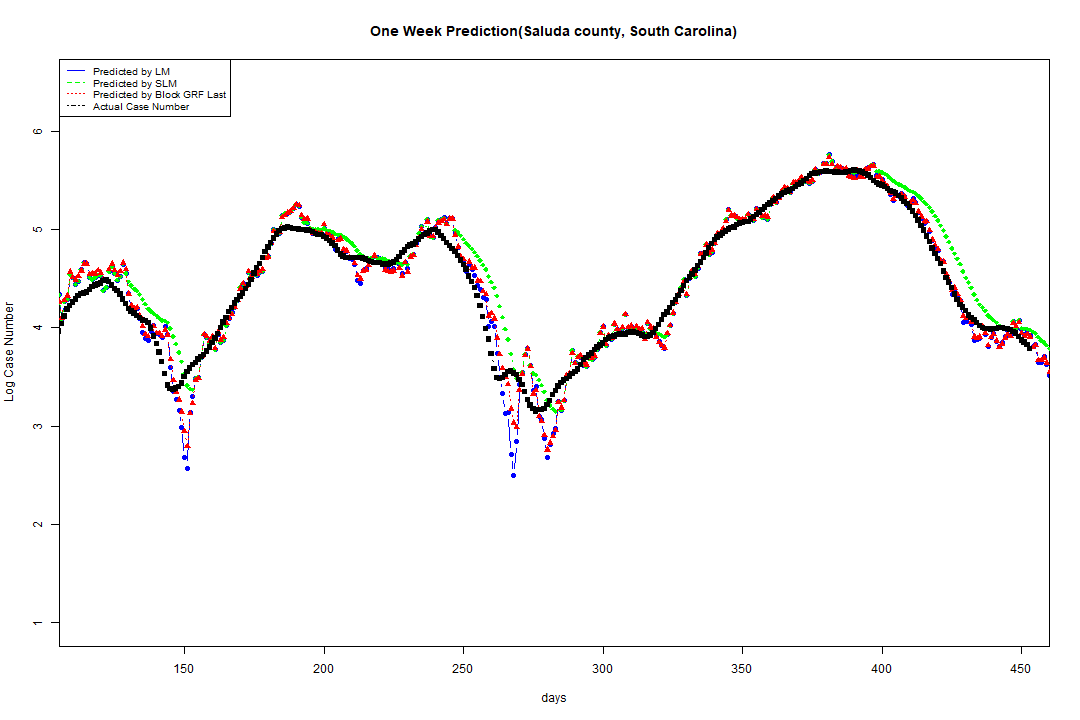 One Week Prediction(Saluda county, South Carolina)
Predicted by LM
Predicted by SLM
Predicted by Block GRF Last
Actual Case Number
Log Case Number
6
5
4
3
2
1
150 200 250 300 350 400 450
days